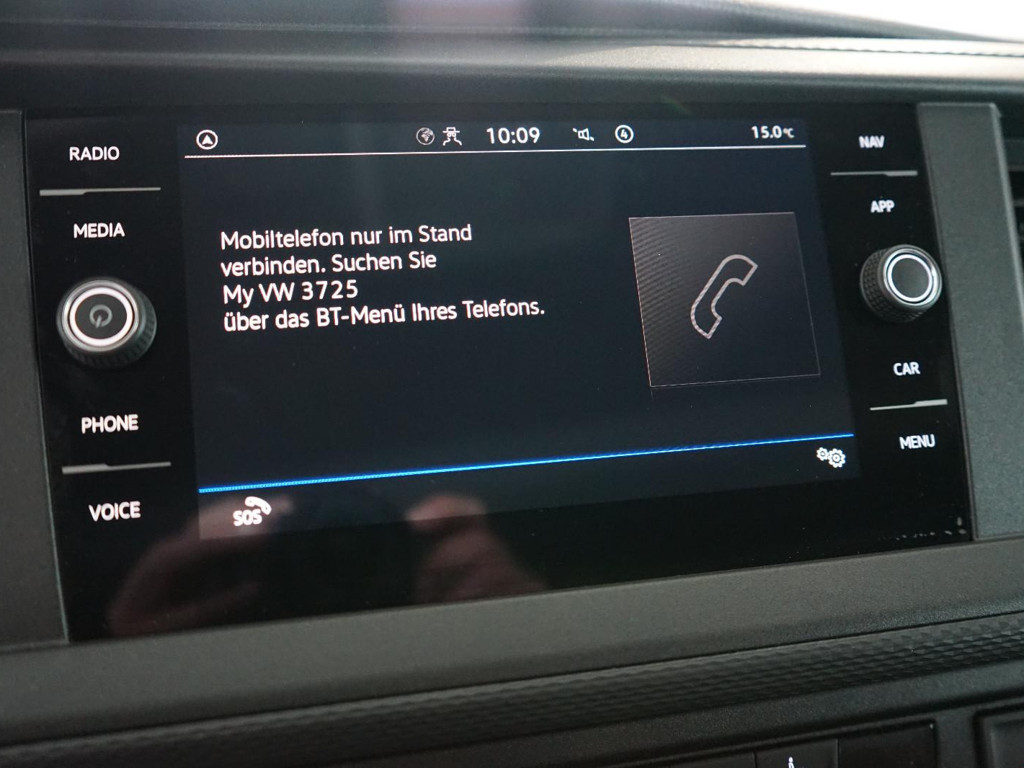 RADIO
MEDIA
PHONE
VOICE
10:09
4
15.0°C
Mobiltelefon nur im Stand
verbinden. Suchen Sie
My VW 3725
über das BT-Menü Ihres Telefons.
SOS
NAV
APP
CAR
MENU